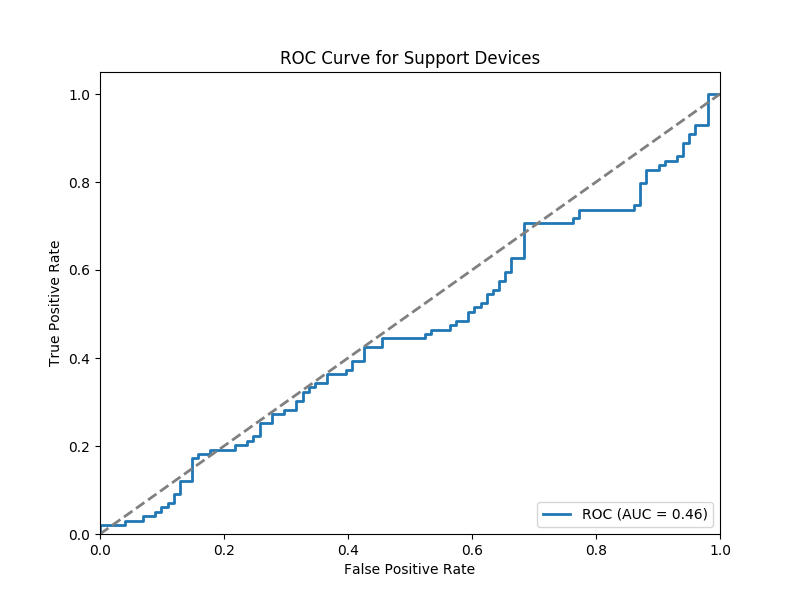 ROC Curve for Support Devices
1.0
0.8
0.6
0.4
0.2
0.0
True Positive Rate
0.0 0.2 0.4 0.6 0.8 1.0
False Positive Rate
ROC (AUC = 0.46)